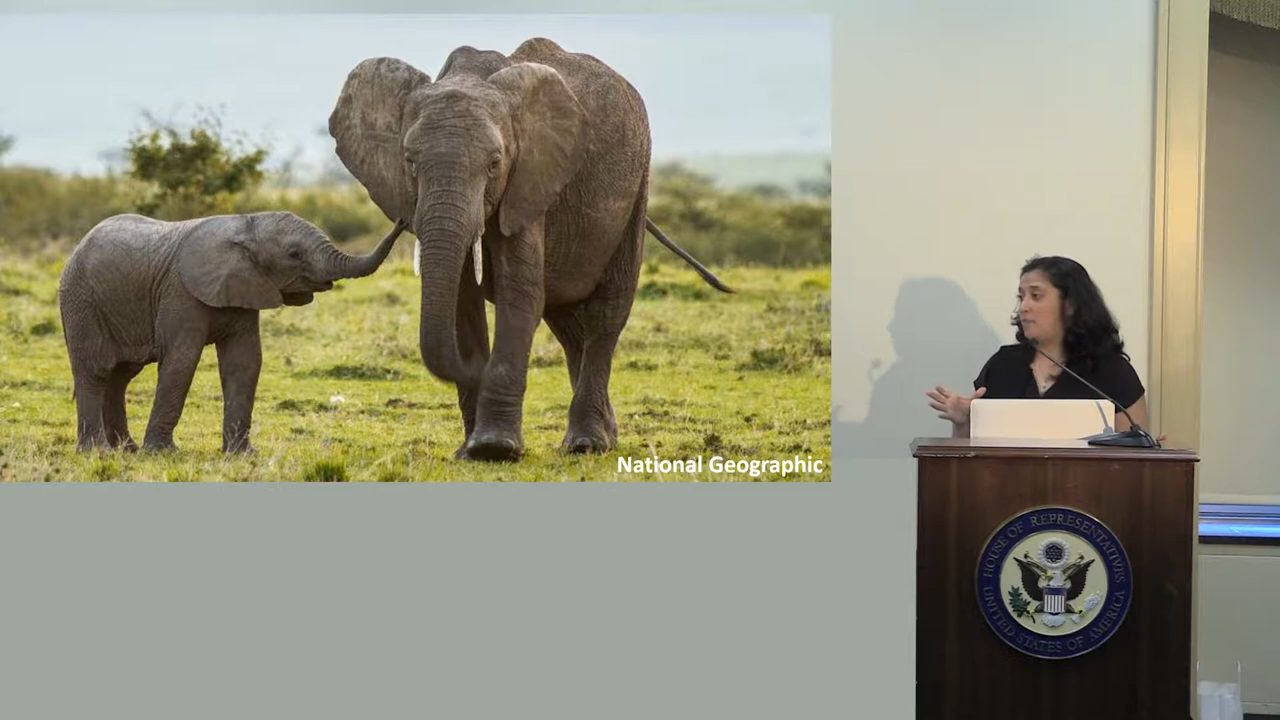 National Geographic
HOUSE OF REPRESENTATIVES
UNITED STATES OF AMERICA